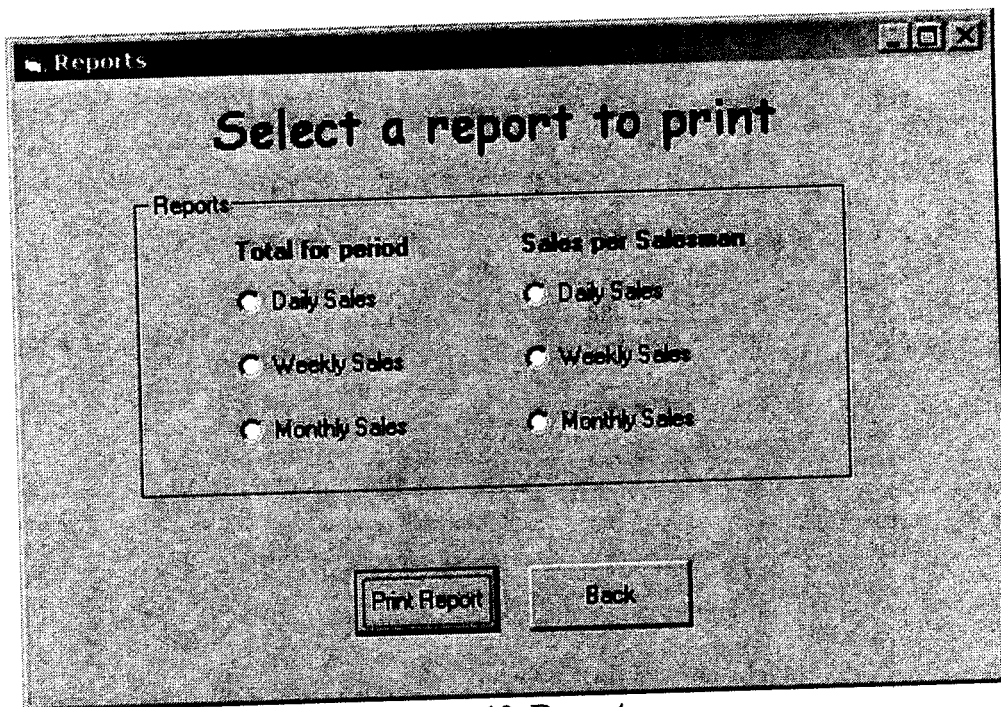 Reports
Select a report to print
Reports
Total for period
Sales per Salesman
Daily Sales
Daily Sales
Weekly Sales
Weekly Sales
Monthly Sales
Monthly Sales
Print Report
Back